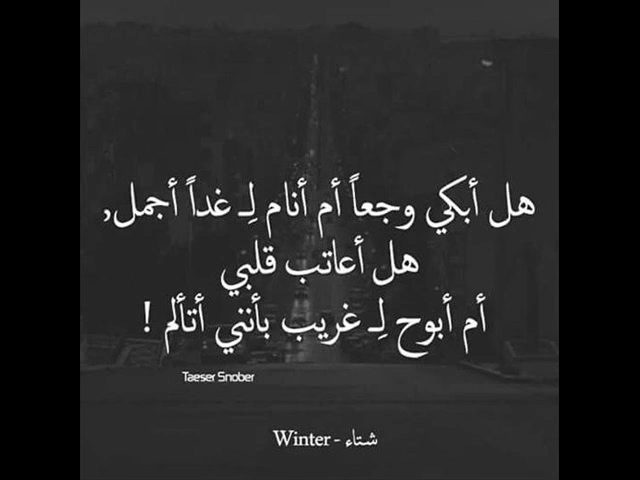 هل أبكي وجعاً أم أنام لِـ غداً أجمل,
هل أعاتب قلبي
أم أبوح لِـ غريب بأنني أتألم !
Taeser Snober
شتاء - Winter